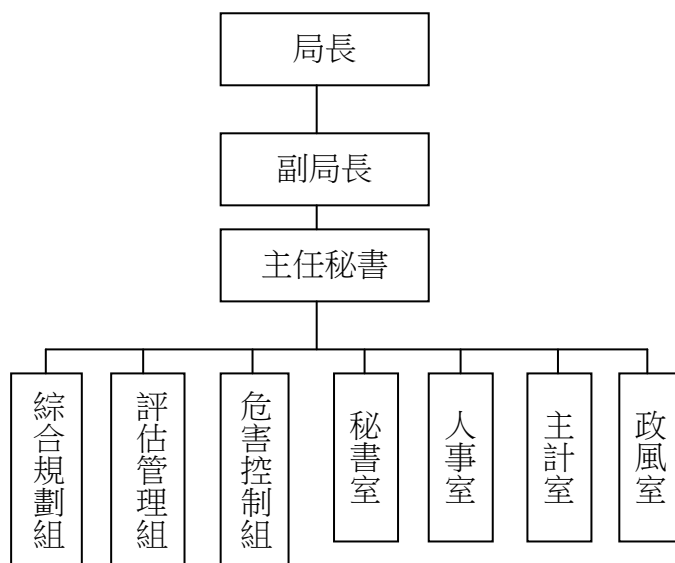 局長
副局長
主任秘書
綜合規劃組
評估管理組
危害控制組
秘書室
人事室
主計室
政風室